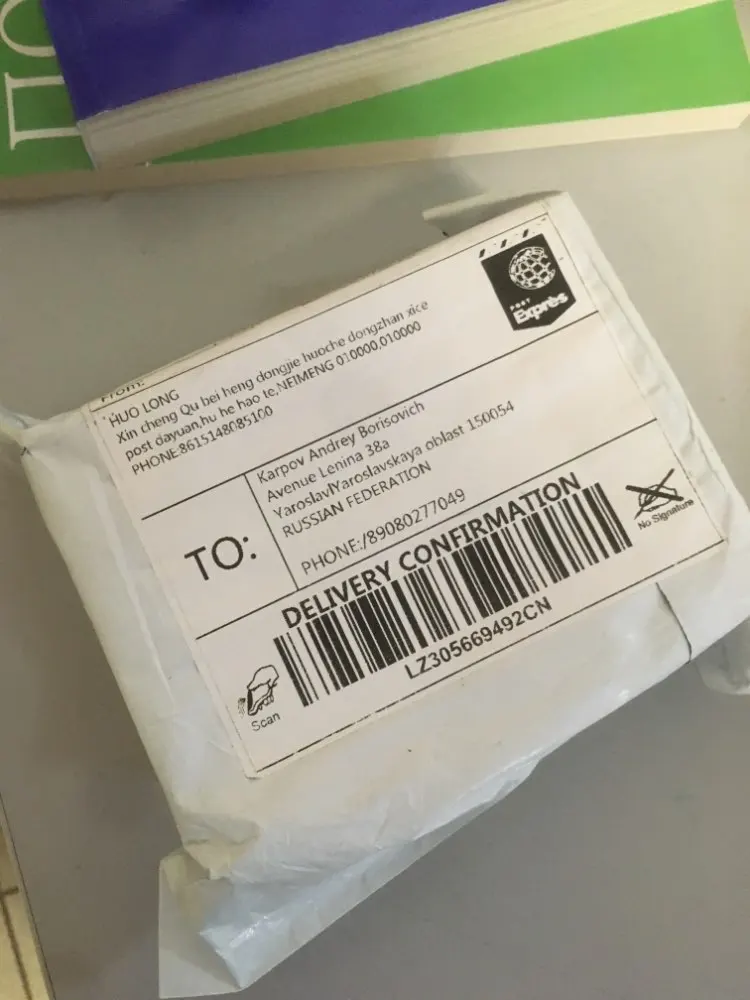 ПО
From:
HUO LONG
Xin cheng Qu bei heng dongjie huoche dongzhan xice
post dayuan,hu he hao te,NEIMENG 010000,010000
PHONE:8615148085100
POST
Exprès
TO:
Karpov Andrey Borisovich
Avenue Lenina 38a
YaroslavlYaroslavskaya oblast 150054
RUSSIAN FEDERATION
PHONE:/89080277049
DELIVERY CONFIRMATION
LZ305669492CN
Scan
No Signature